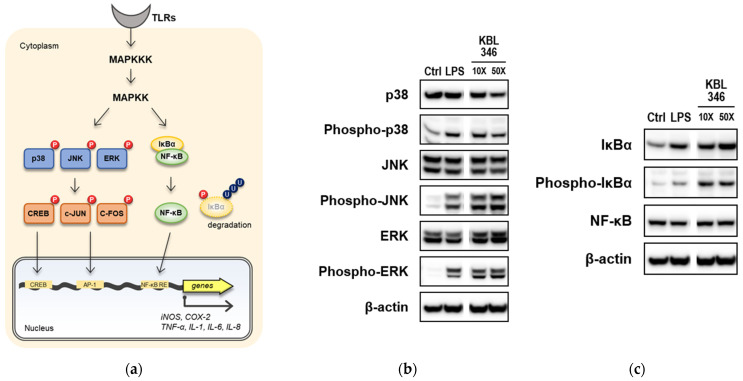 TLRs
Cytoplasm
MAPKKK
MAPKK
P P P
p38 JNK ERK
IκBα
NF-κB
P P P
CREB c-JUN C-FOS
NF-κB
P U U U
IκBα
degradation
CREB AP-1 NF-κB RE genes
iNOS, COX-2
TNF-α, IL-1, IL-6, IL-8
Nucleus
(a)
KBL
346
Ctrl LPS 10X 50X
p38
Phospho-p38
JNK
Phospho-JNK
ERK
Phospho-ERK
β-actin
(b)
KBL
346
Ctrl LPS 10X 50X
IκBα
Phospho-IκBα
NF-κB
β-actin
(c)